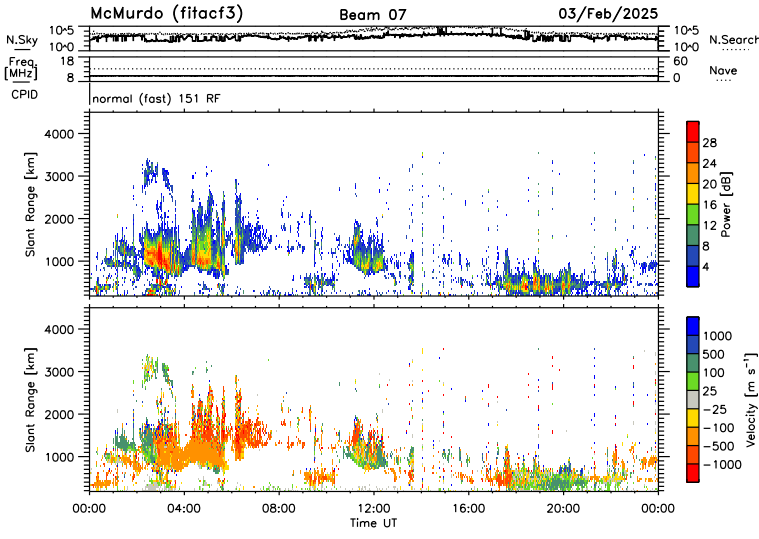 McMurdo (fitacf3) Beam 07 03/Feb/2025
N.Sky 10^5 10^0 10^5 10^0 N.Search
Freq. [MHz] 18 8 60 0 Nave
CPID normal (fast) 151 RF
Slant Range [km] 4000 3000 2000 1000
Power [dB] 28 24 20 16 12 8 4
Slant Range [km] 4000 3000 2000 1000
Velocity [m s^-1] 1000 500 100 25 -25 -100 -500 -1000
00:00 04:00 08:00 12:00 16:00 20:00 00:00
Time UT